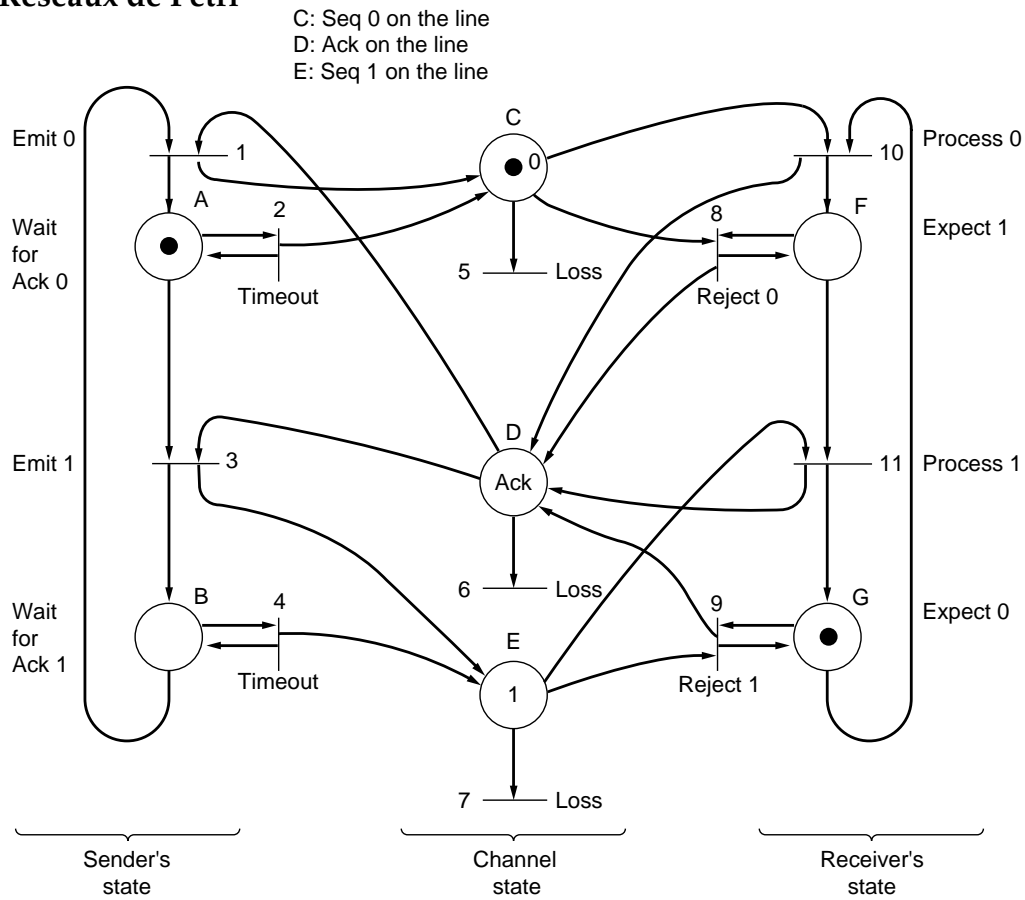 Réseaux de Petri
C: Seq 0 on the line
D: Ack on the line
E: Seq 1 on the line
C
Emit 0
1
0
10
Process 0
A
2
8
F
Wait
for
Ack 0
Expect 1
5
Loss
Timeout
Reject 0
D
Emit 1
3
Ack
11
Process 1
6
Loss
B
4
9
G
Wait
for
Ack 1
Expect 0
E
Timeout
1
Reject 1
7
Loss
Sender's
state
Channel
state
Receiver's
state